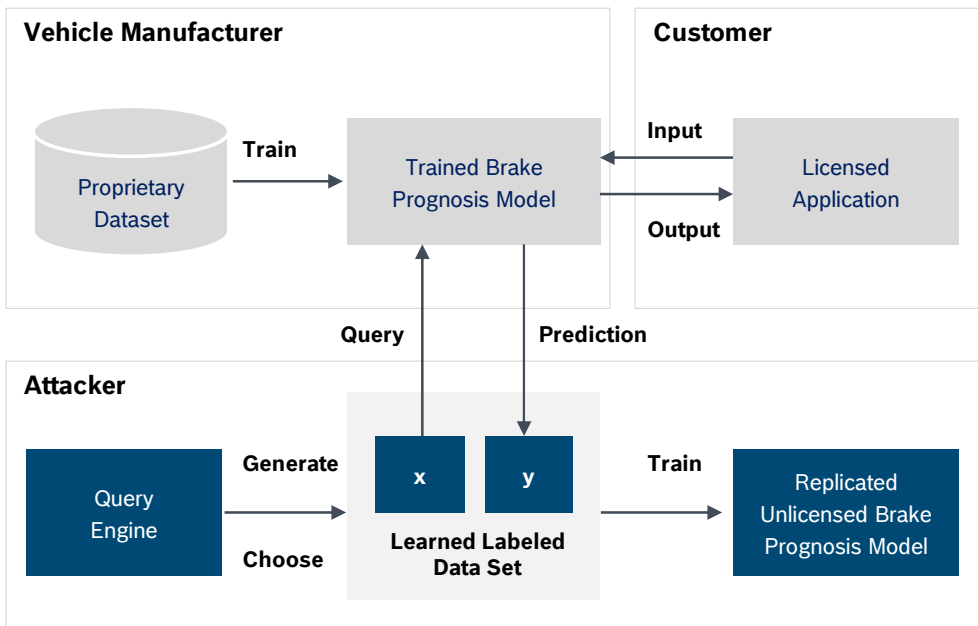 Vehicle Manufacturer
Customer
Proprietary
Dataset
Train
Trained Brake
Prognosis Model
Input
Output
Licensed
Application
Query
Prediction
Attacker
Query
Engine
Generate
Choose
x
y
Learned Labeled
Data Set
Train
Replicated
Unlicensed Brake
Prognosis Model